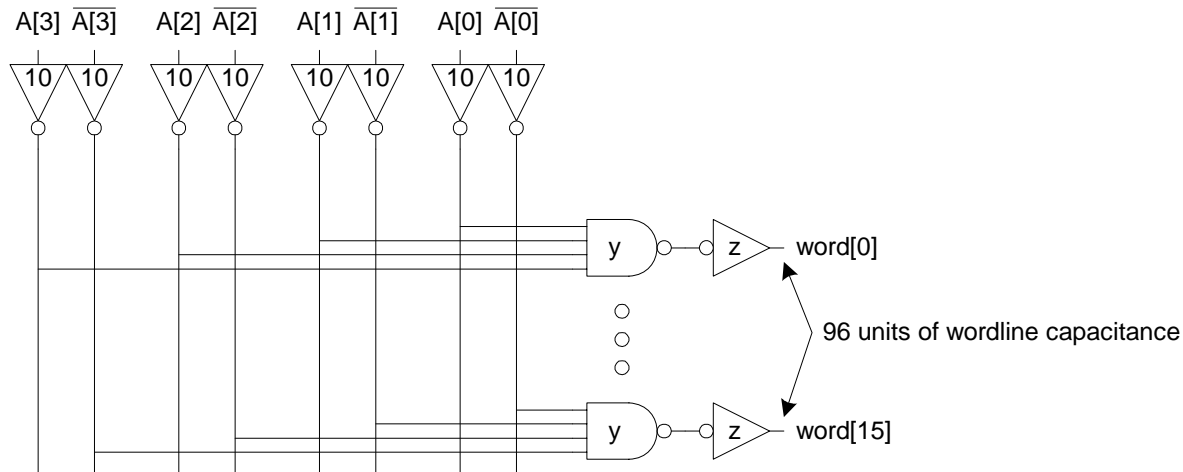 A[3] A̅[̅3̅]̅ A[2] A̅[̅2̅]̅ A[1] A̅[̅1̅]̅ A[0] A̅[̅0̅]̅
10 10 10 10 10 10 10 10
y z word[0]
96 units of wordline capacitance
y z word[15]